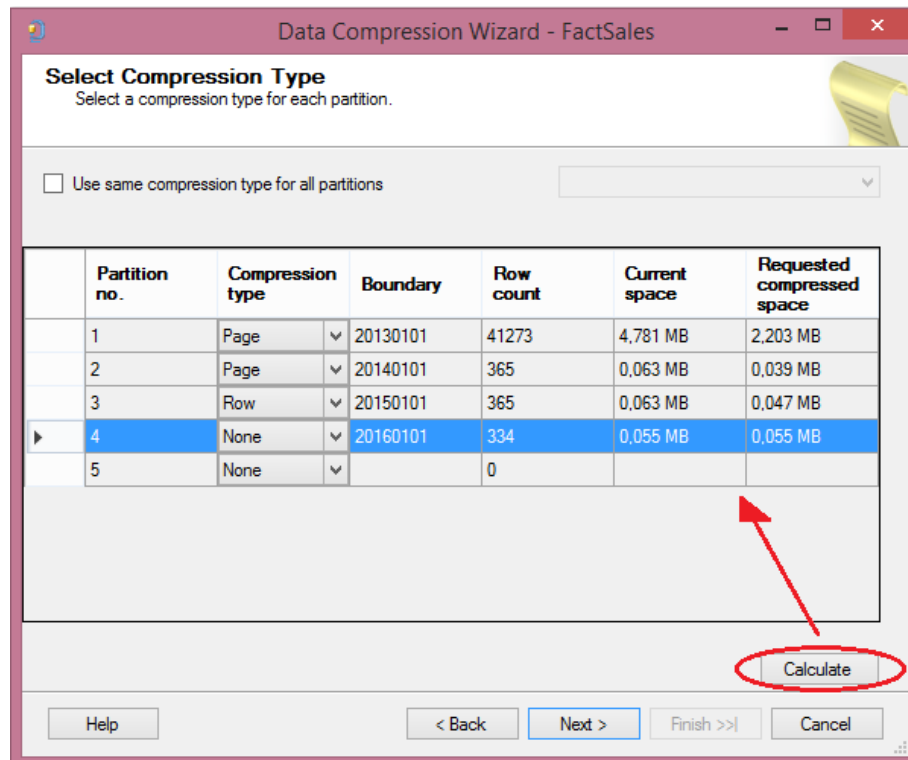 Data Compression Wizard - FactSales
Select Compression Type
Select a compression type for each partition.
Use same compression type for all partitions
Partition no. Compression type Boundary Row count Current space Requested compressed space
1 Page 20130101 41273 4,781 MB 2,203 MB
2 Page 20140101 365 0,063 MB 0,039 MB
3 Row 20150101 365 0,063 MB 0,047 MB
4 None 20160101 334 0,055 MB 0,055 MB
5 None 0
Calculate
Help < Back Next > Finish >>| Cancel